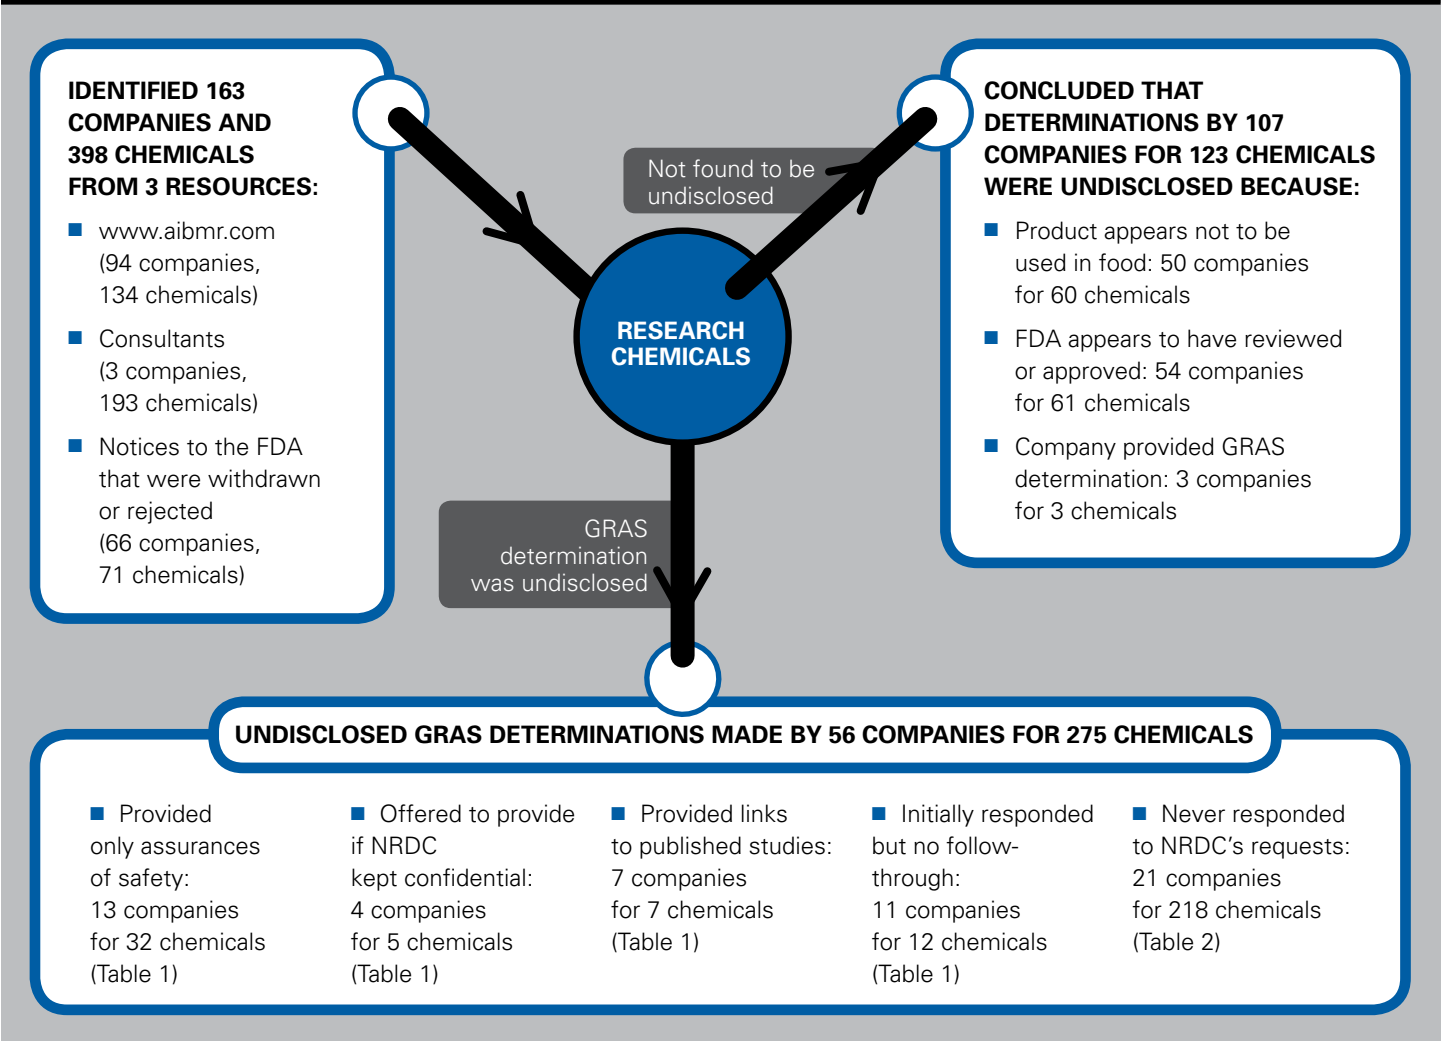 IDENTIFIED 163
COMPANIES AND
398 CHEMICALS
FROM 3 RESOURCES:
■ www.aibmr.com
(94 companies,
134 chemicals)
■ Consultants
(3 companies,
193 chemicals)
■ Notices to the FDA
that were withdrawn
or rejected
(66 companies,
71 chemicals)
Not found to be
undisclosed
RESEARCH
CHEMICALS
CONCLUDED THAT
DETERMINATIONS BY 107
COMPANIES FOR 123 CHEMICALS
WERE UNDISCLOSED BECAUSE:
■ Product appears not to be
used in food: 50 companies
for 60 chemicals
■ FDA appears to have reviewed
or approved: 54 companies
for 61 chemicals
■ Company provided GRAS
determination: 3 companies
for 3 chemicals
GRAS
determination
was undisclosed
UNDISCLOSED GRAS DETERMINATIONS MADE BY 56 COMPANIES FOR 275 CHEMICALS
■ Provided
only assurances
of safety:
13 companies
for 32 chemicals
(Table 1)
■ Offered to provide
if NRDC
kept confidential:
4 companies
for 5 chemicals
(Table 1)
■ Provided links
to published studies:
7 companies
for 7 chemicals
(Table 1)
■ Initially responded
but no follow-
through:
11 companies
for 12 chemicals
(Table 1)
■ Never responded
to NRDC's requests:
21 companies
for 218 chemicals
(Table 2)